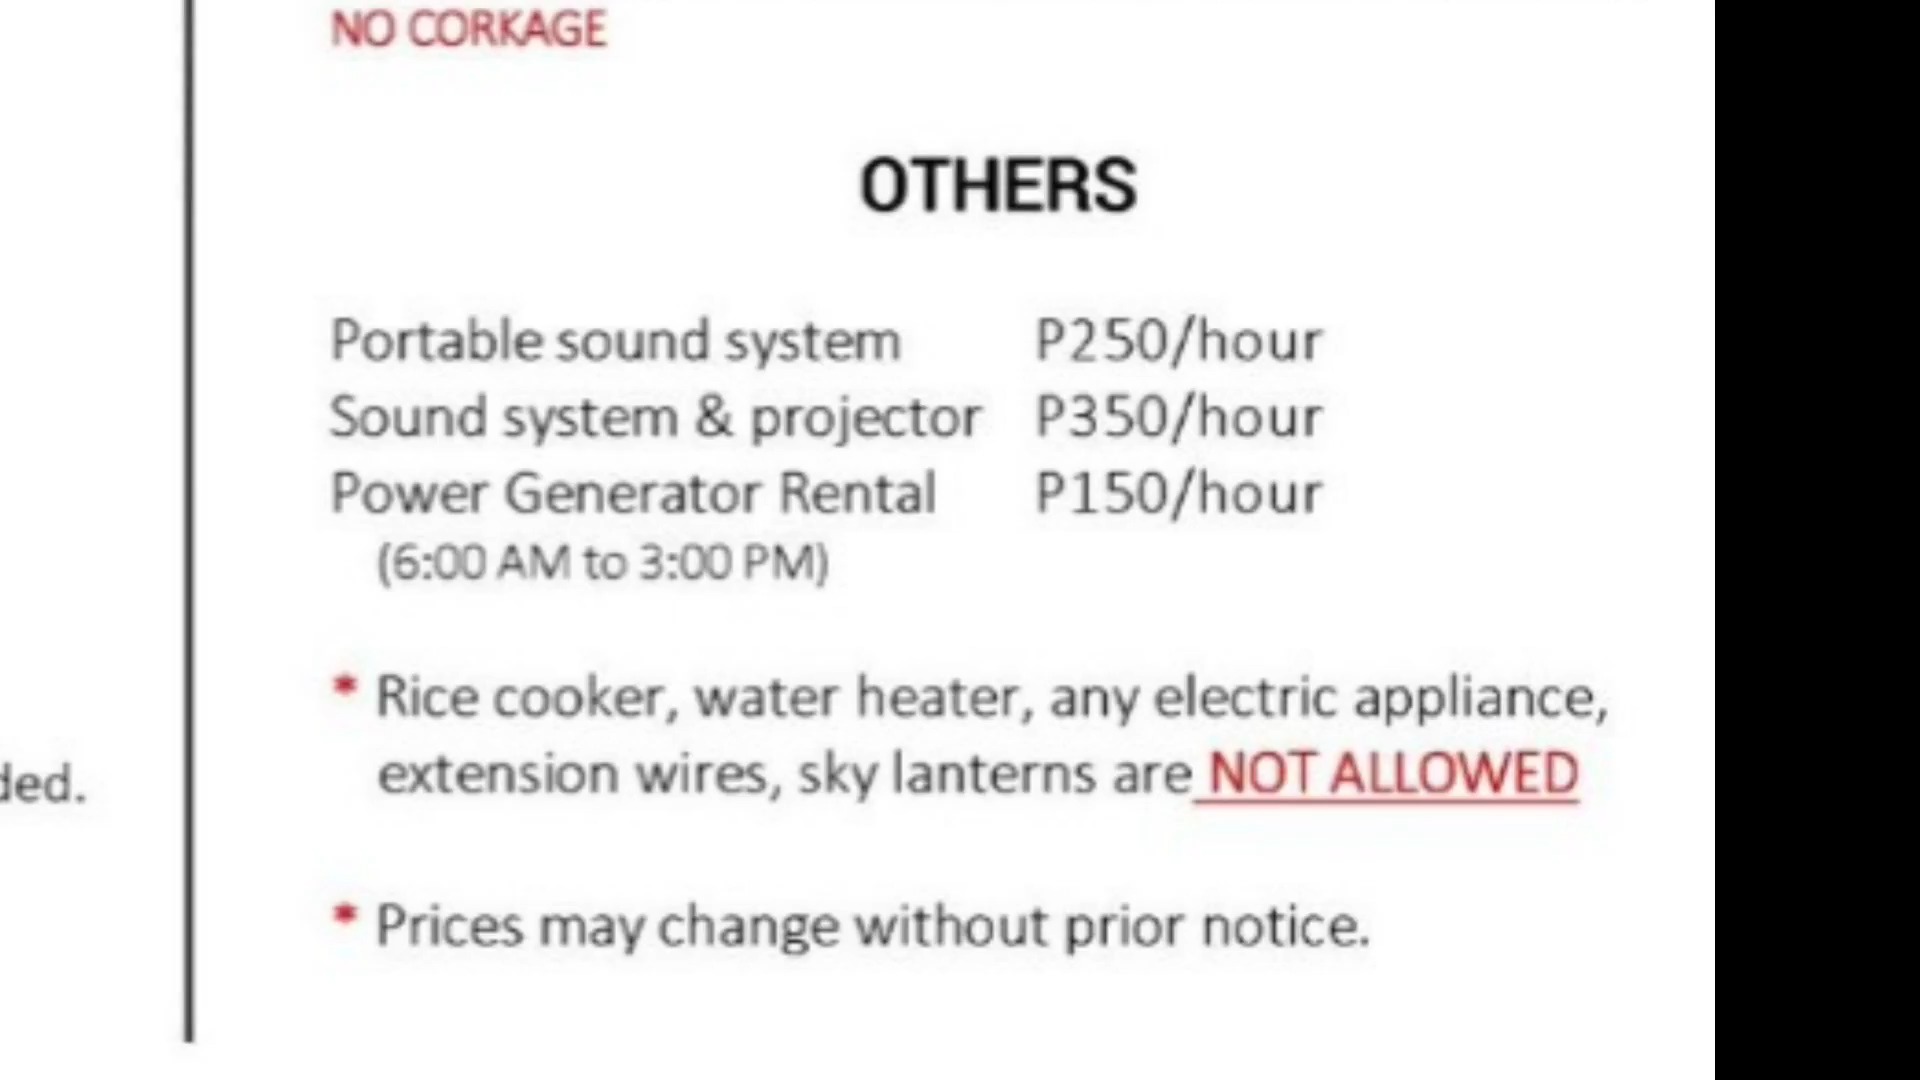 NO CORKAGE
OTHERS
Portable sound system P250/hour
Sound system & projector P350/hour
Power Generator Rental P150/hour
(6:00 AM to 3:00 PM)
* Rice cooker, water heater, any electric appliance,
extension wires, sky lanterns are NOT ALLOWED
ded.
* Prices may change without prior notice.